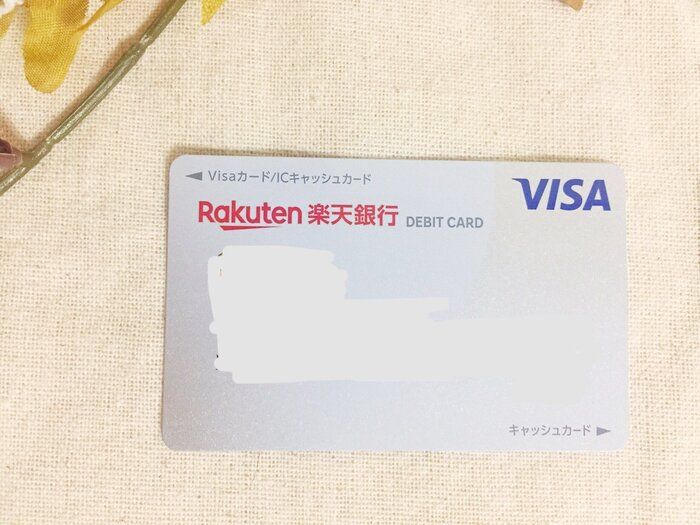 ◀ Visaカード/ICキャッシュカード
VISA
Rakuten 楽天銀行 DEBIT CARD
キャッシュカード ▶